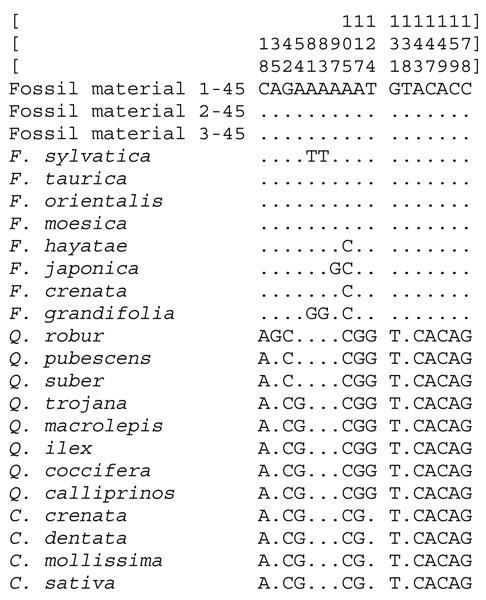 [ 111 1111111]
[ 1345889012 3344457]
[ 8524137574 1837998]
Fossil material 1-45 CAGAAAAAAT GTACACC
Fossil material 2-45 .......... .......
Fossil material 3-45 .......... .......
F. sylvatica ....TT.... .......
F. taurica .......... .......
F. orientalis .......... .......
F. moesica .......... .......
F. hayatae .......C.. .......
F. japonica ......GC.. .......
F. crenata .......C.. .......
F. grandifolia ....GG.C.. .......
Q. robur AGC....CGG T.CACAG
Q. pubescens A.C....CGG T.CACAG
Q. suber A.C....CGG T.CACAG
Q. trojana A.CG...CGG T.CACAG
Q. macrolepis A.CG...CGG T.CACAG
Q. ilex A.CG...CGG T.CACAG
Q. coccifera A.CG...CGG T.CACAG
Q. calliprinos A.CG...CGG T.CACAG
C. crenata A.CG...CG. T.CACAG
C. dentata A.CG...CG. T.CACAG
C. mollissima A.CG...CG. T.CACAG
C. sativa A.CG...CG. T.CACAG